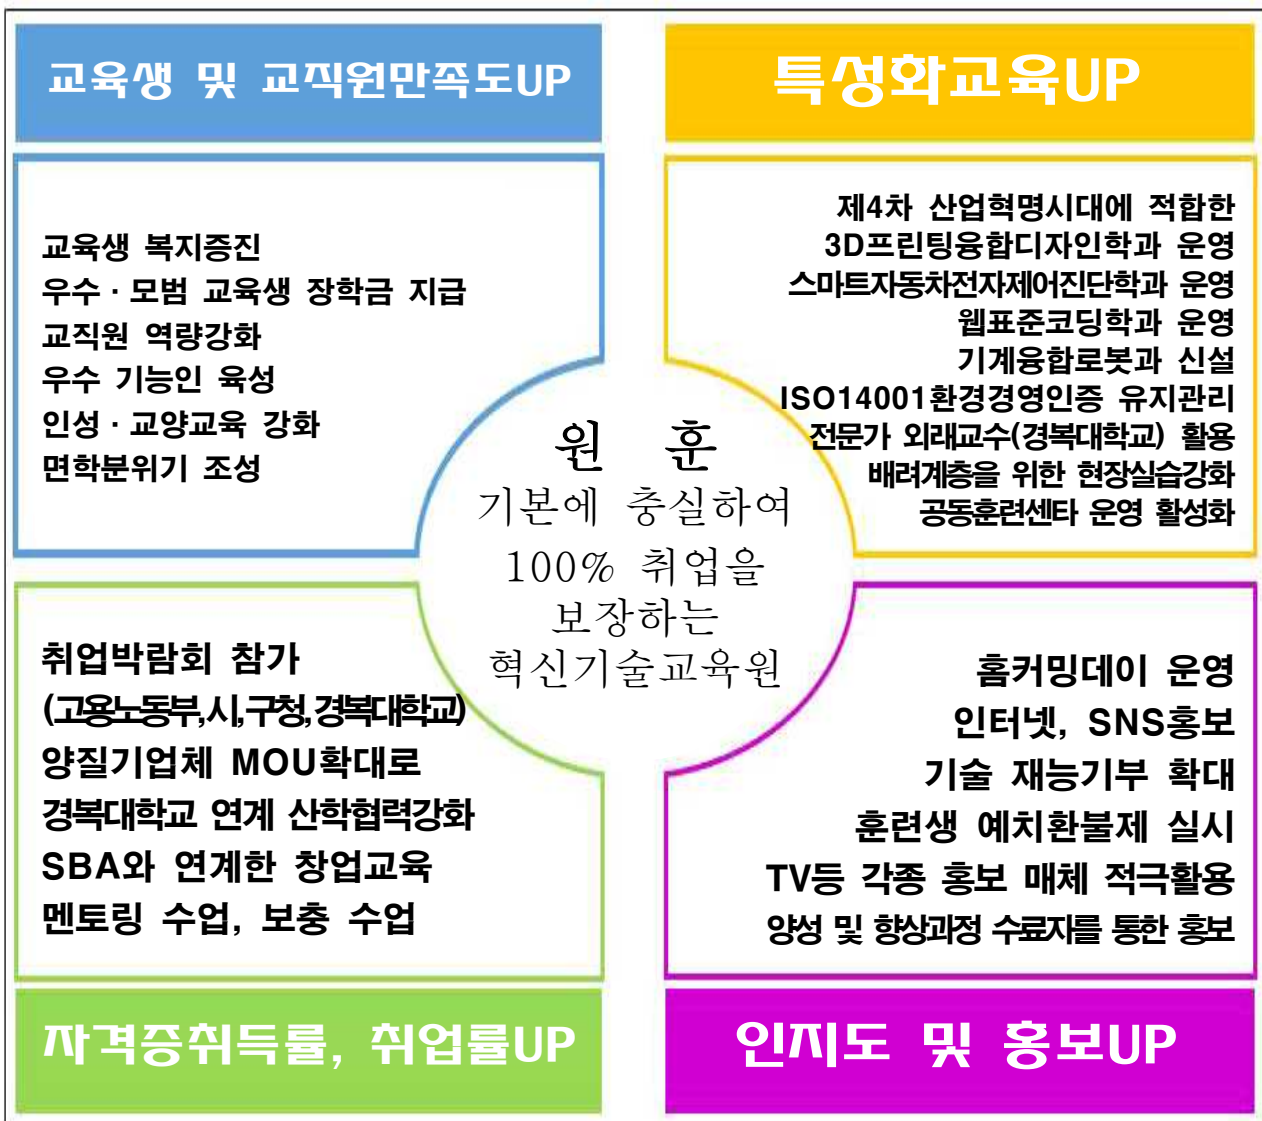 교육생 및 교직원만족도UP
교육생 복지증진
우수·모범 교육생 장학금 지급
교직원 역량강화
우수 기능인 육성
인성·교양교육 강화
면학분위기 조성
특성화교육UP
제4차 산업혁명시대에 적합한
3D프린팅융합디자인학과 운영
스마트자동차전자제어진단학과 운영
웹표준코딩학과 운영
기계융합로봇과 신설
ISO14001환경경영인증 유지관리
전문가 외래교수(경복대학교) 활용
배려계층을 위한 현장실습강화
공동훈련센타 운영 활성화
원 훈
기본에 충실하여
100% 취업을
보장하는
혁신기술교육원
취업박람회 참가
(고용노동부,시,구청,경복대학교)
양질기업체 MOU확대로
경복대학교 연계 산학협력강화
SBA와 연계한 창업교육
멘토링 수업, 보충 수업
자격증취득률, 취업률UP
홈커밍데이 운영
인터넷, SNS홍보
기술 재능기부 확대
훈련생 예치환불제 실시
TV등 각종 홍보 매체 적극활용
양성 및 향상과정 수료자를 통한 홍보
인지도 및 홍보UP